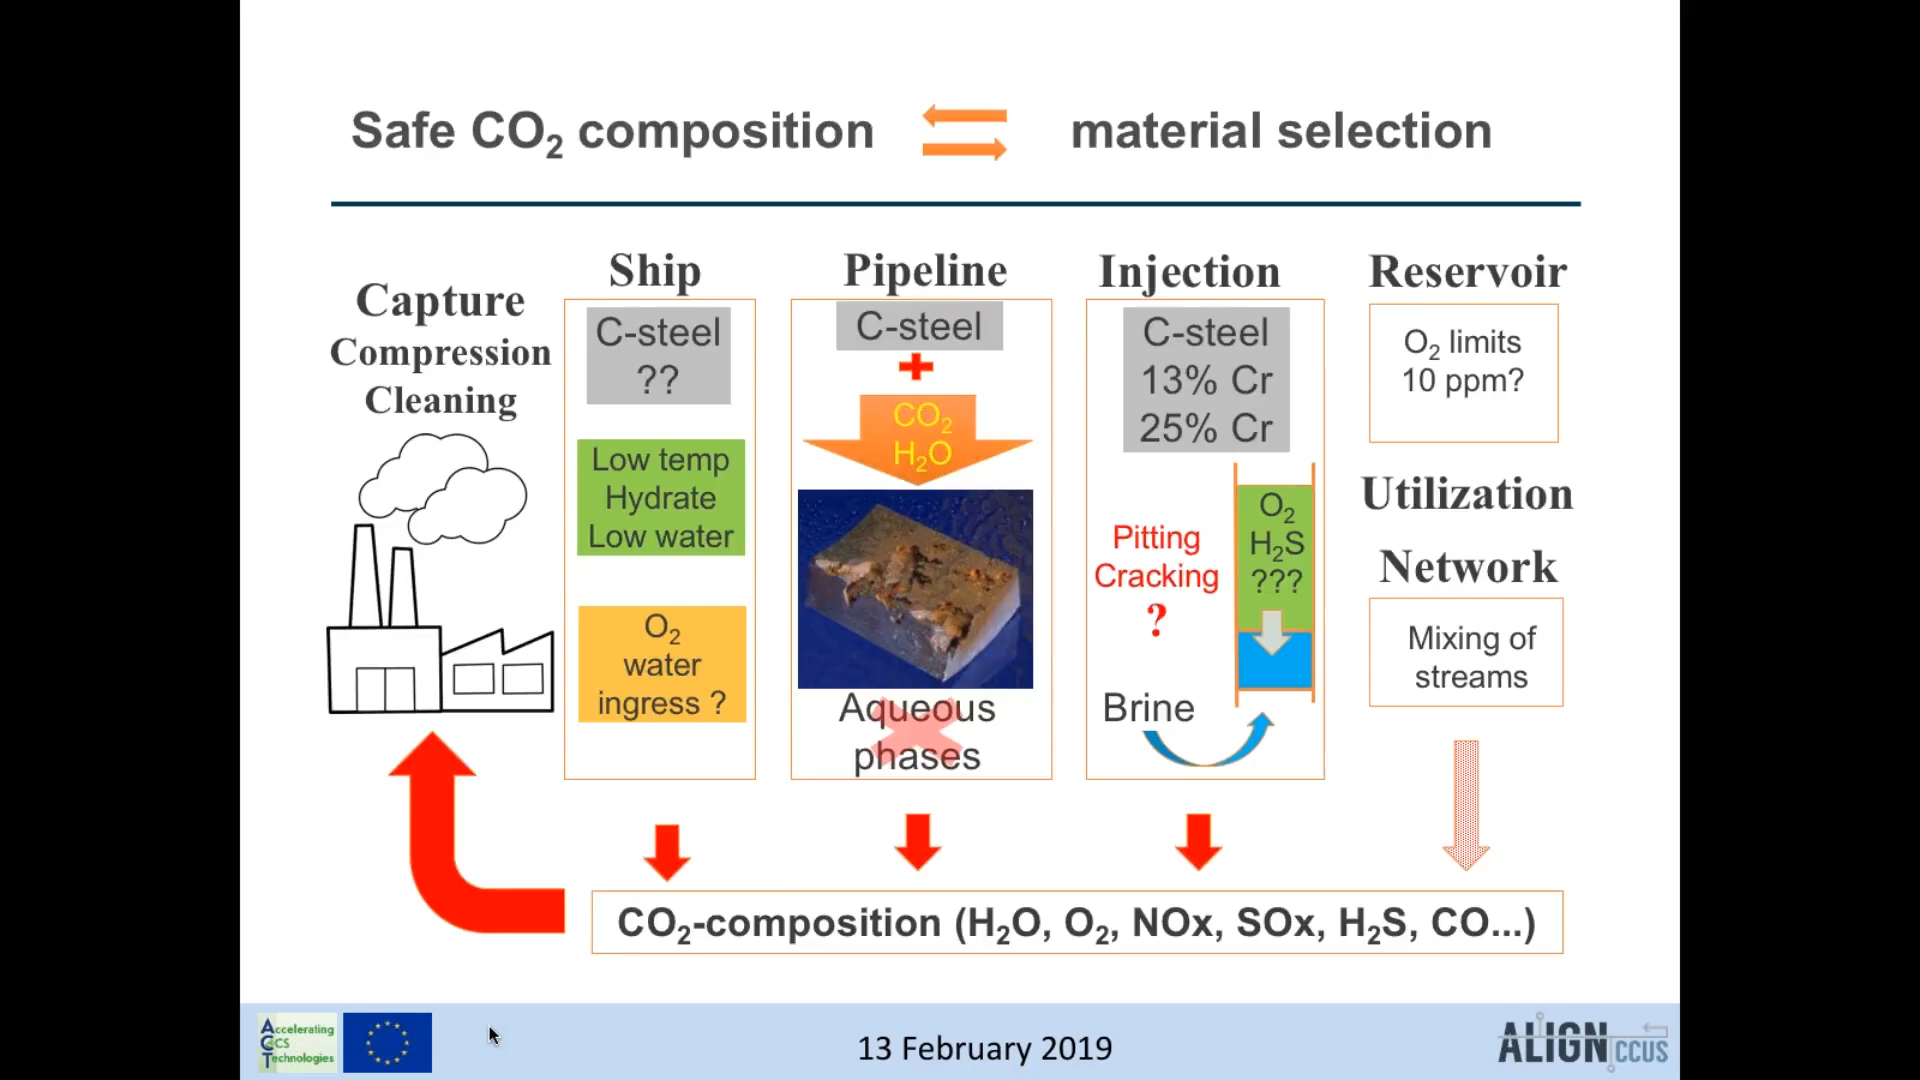 Safe CO₂ composition material selection
Capture
Compression
Cleaning
Ship
C-steel
??
Low temp
Hydrate
Low water
O₂
water
ingress ?
Pipeline
C-steel
CO₂
H₂O
Aqueous
phases
Injection
C-steel
13% Cr
25% Cr
Pitting
Cracking
?
O₂
H₂S
???
Brine
Reservoir
O₂ limits
10 ppm?
Utilization
Network
Mixing of
streams
CO₂-composition (H₂O, O₂, NOx, SOx, H₂S, CO...)
Accelerating
CCS
Technologies
13 February 2019
ALIGN CCUS